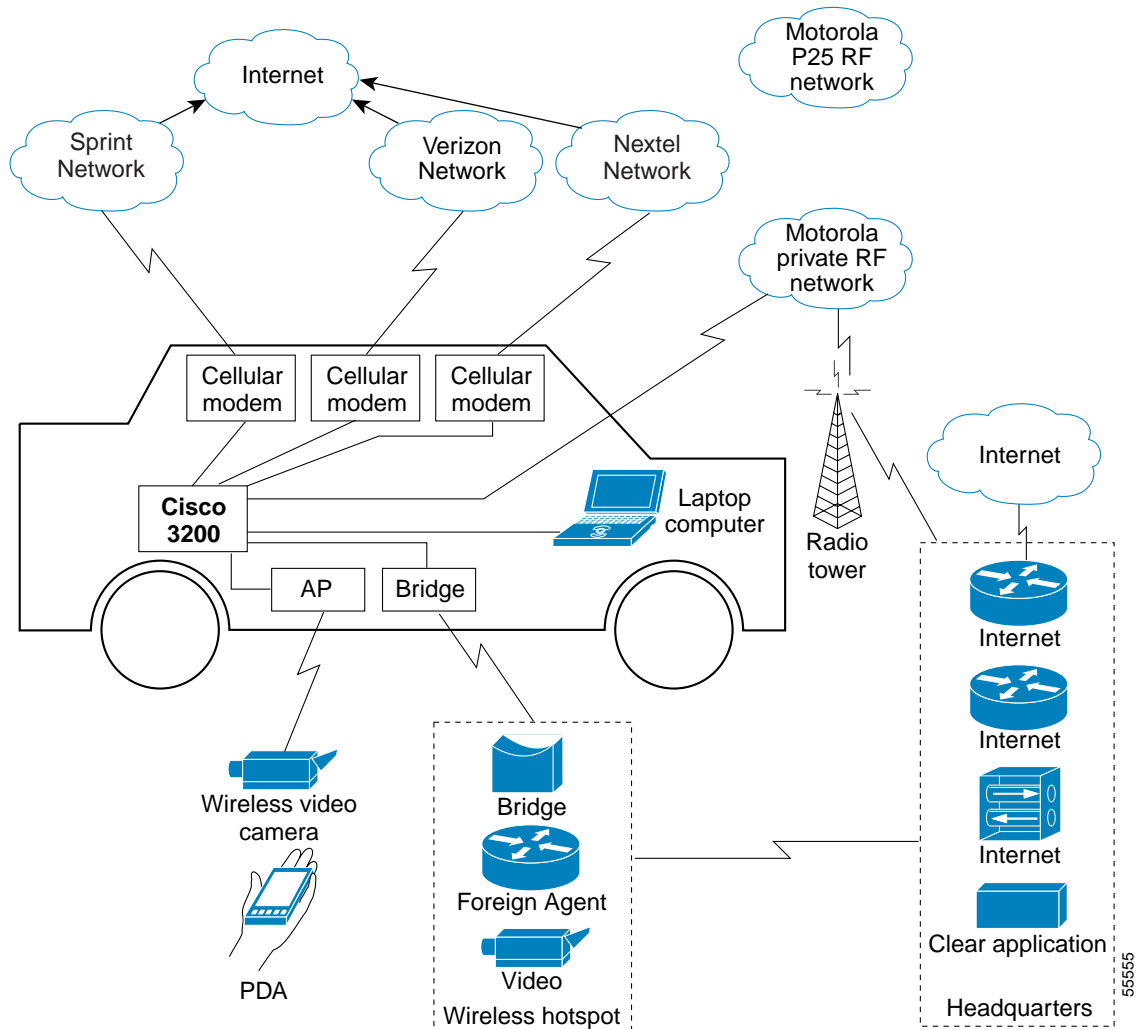 Motorola
P25 RF
network
Internet
Sprint
Network
Verizon
Network
Nextel
Network
Motorola
private RF
network
Cellular
modem
Cellular
modem
Cellular
modem
Internet
Cisco
3200
Laptop
computer
Radio
tower
AP
Bridge
Internet
Internet
Wireless video
camera
Bridge
Internet
Foreign Agent
Clear application
PDA
Video
Wireless hotspot
Headquarters
55555